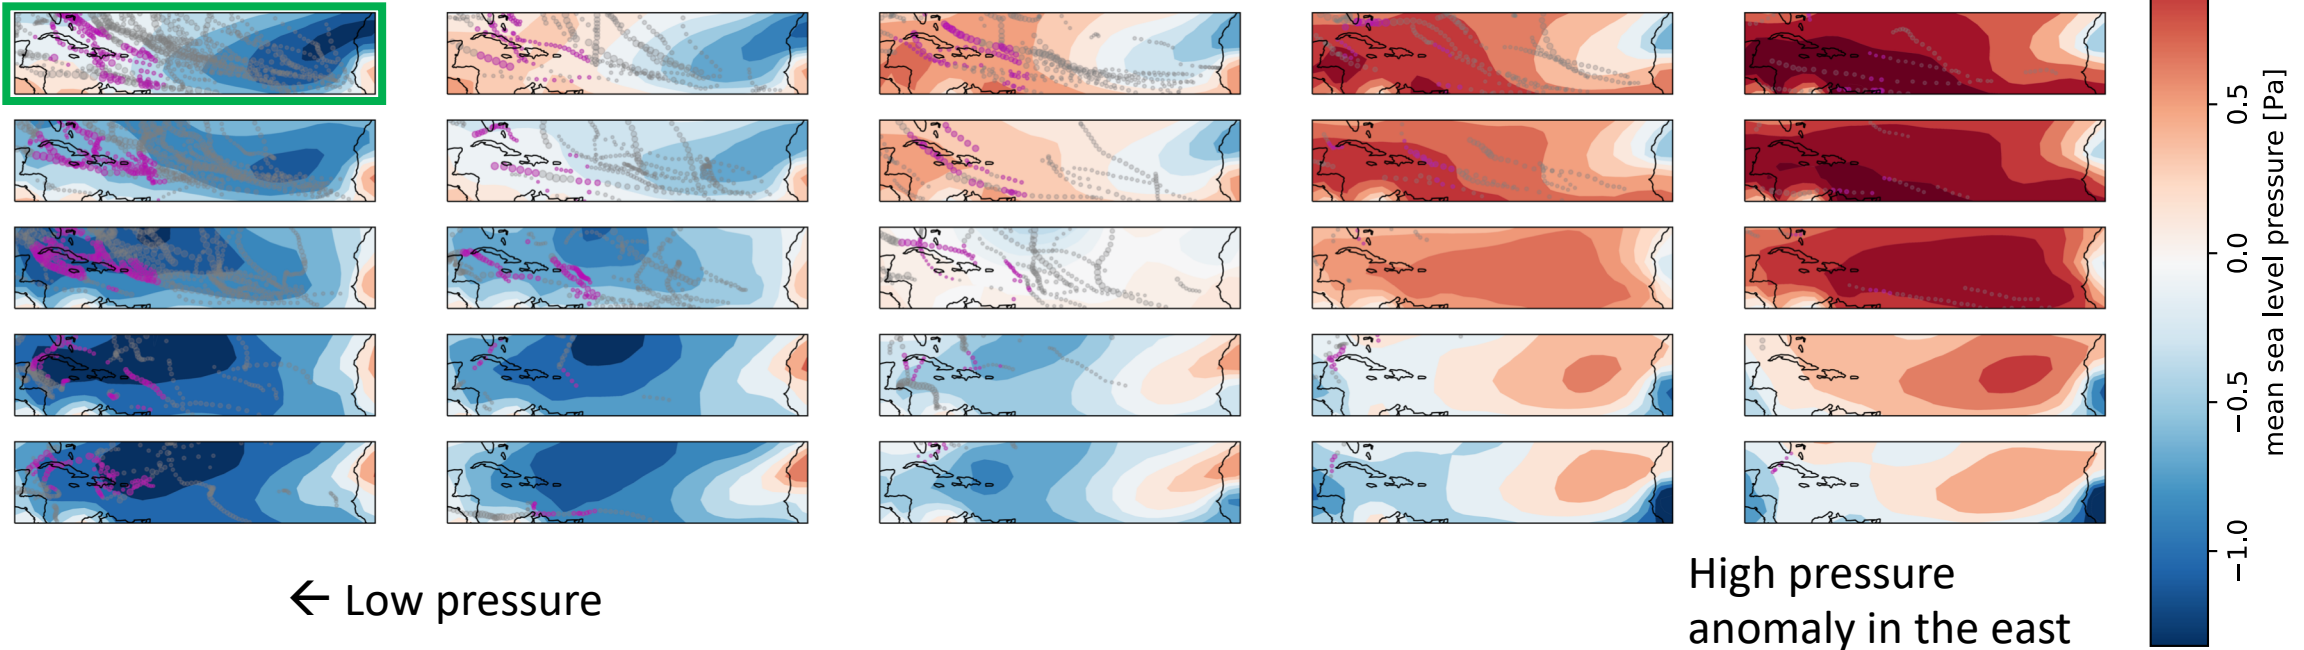 0.5
0.0
−0.5
−1.0
mean sea level pressure [Pa]
← Low pressure
High pressure
anomaly in the east